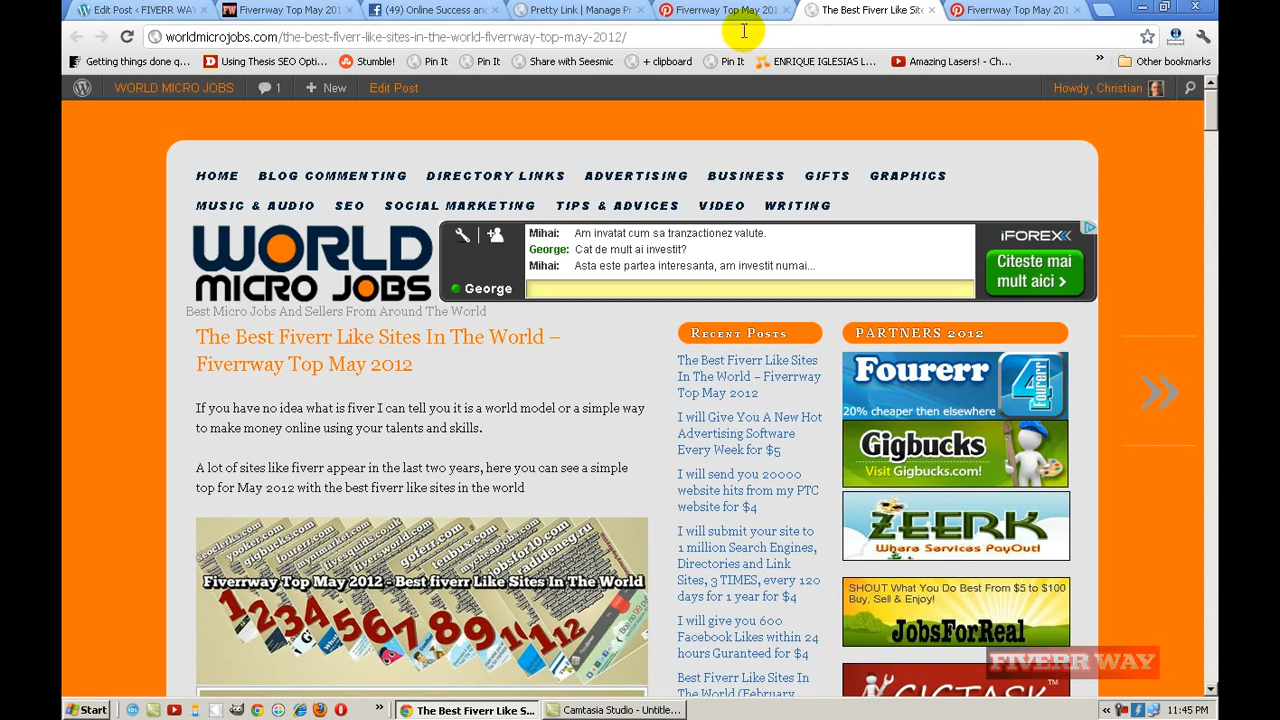 Edit Post ‹ FIVERR WAY
Fiverrway Top May 201
(49) Online Success and
Pretty Link | Manage Pr
Fiverrway Top May 201
The Best Fiverr Like Site
Fiverrway Top May 201
worldmicrojobs.com/the-best-fiverr-like-sites-in-the-world-fiverrway-top-may-2012/
Getting things done q...
Using Thesis SEO Opti...
Stumble!
Pin It
Pin It
Share with Seesmic
+ clipboard
Pin It
ENRIQUE IGLESIAS L...
Amazing Lasers! - Ch...
»
Other bookmarks
WORLD MICRO JOBS
1
+ New
Edit Post
Howdy, Christian
HOME BLOG COMMENTING DIRECTORY LINKS ADVERTISING BUSINESS GIFTS GRAPHICS
MUSIC & AUDIO SEO SOCIAL MARKETING TIPS & ADVICES VIDEO WRITING
WORLD
MICRO JOBS
Best Micro Jobs And Sellers From Around The World
Mihai: Am invatat cum sa tranzactionez valute.
George: Cat de mult ai investit?
Mihai: Asta este partea interesanta, am investit numai...
George
iFOREX
Citeste mai
mult aici >
The Best Fiverr Like Sites In The World –
Fiverrway Top May 2012
If you have no idea what is fiver I can tell you it is a world model or a simple way
to make money online using your talents and skills.
A lot of sites like fiverr appear in the last two years, here you can see a simple
top for May 2012 with the best fiverr like sites in the world
seoclerks.com
gigbucks.com
fourerr.com
fiverr.com
goferr.com
tenbux.com
jobsfor10.com
Fiverrway Top May 2012 - Best fiverr Like Sites In The World
1 2 3 4 5 6 7 8 9 10 11 12
Recent Posts
The Best Fiverr Like Sites
In The World – Fiverrway
Top May 2012
I will Give You A New Hot
Advertising Software
Every Week for $5
I will send you 20000
website hits from my PTC
website for $4
I will submit your site to
1 million Search Engines,
Directories and Link
Sites, 3 TIMES, every 120
days for 1 year for $4
I will give you 600
Facebook Likes within 24
hours Guranteed for $4
Best Fiverr Like Sites In
The World (February
PARTNERS 2012
Fourerr
4
Fourerr
20% cheaper then elsewhere
Gigbucks
Visit Gigbucks.com!
ZEERK
Where Services PayOut!
SHOUT What You Do Best From $5 to $100
Buy, Sell & Enjoy!
JobsForReal
GIGTASK™
»
FIVERR WAY
Start
»
The Best Fiverr Like S...
Camtasia Studio - Untitle...
«
11:45 PM